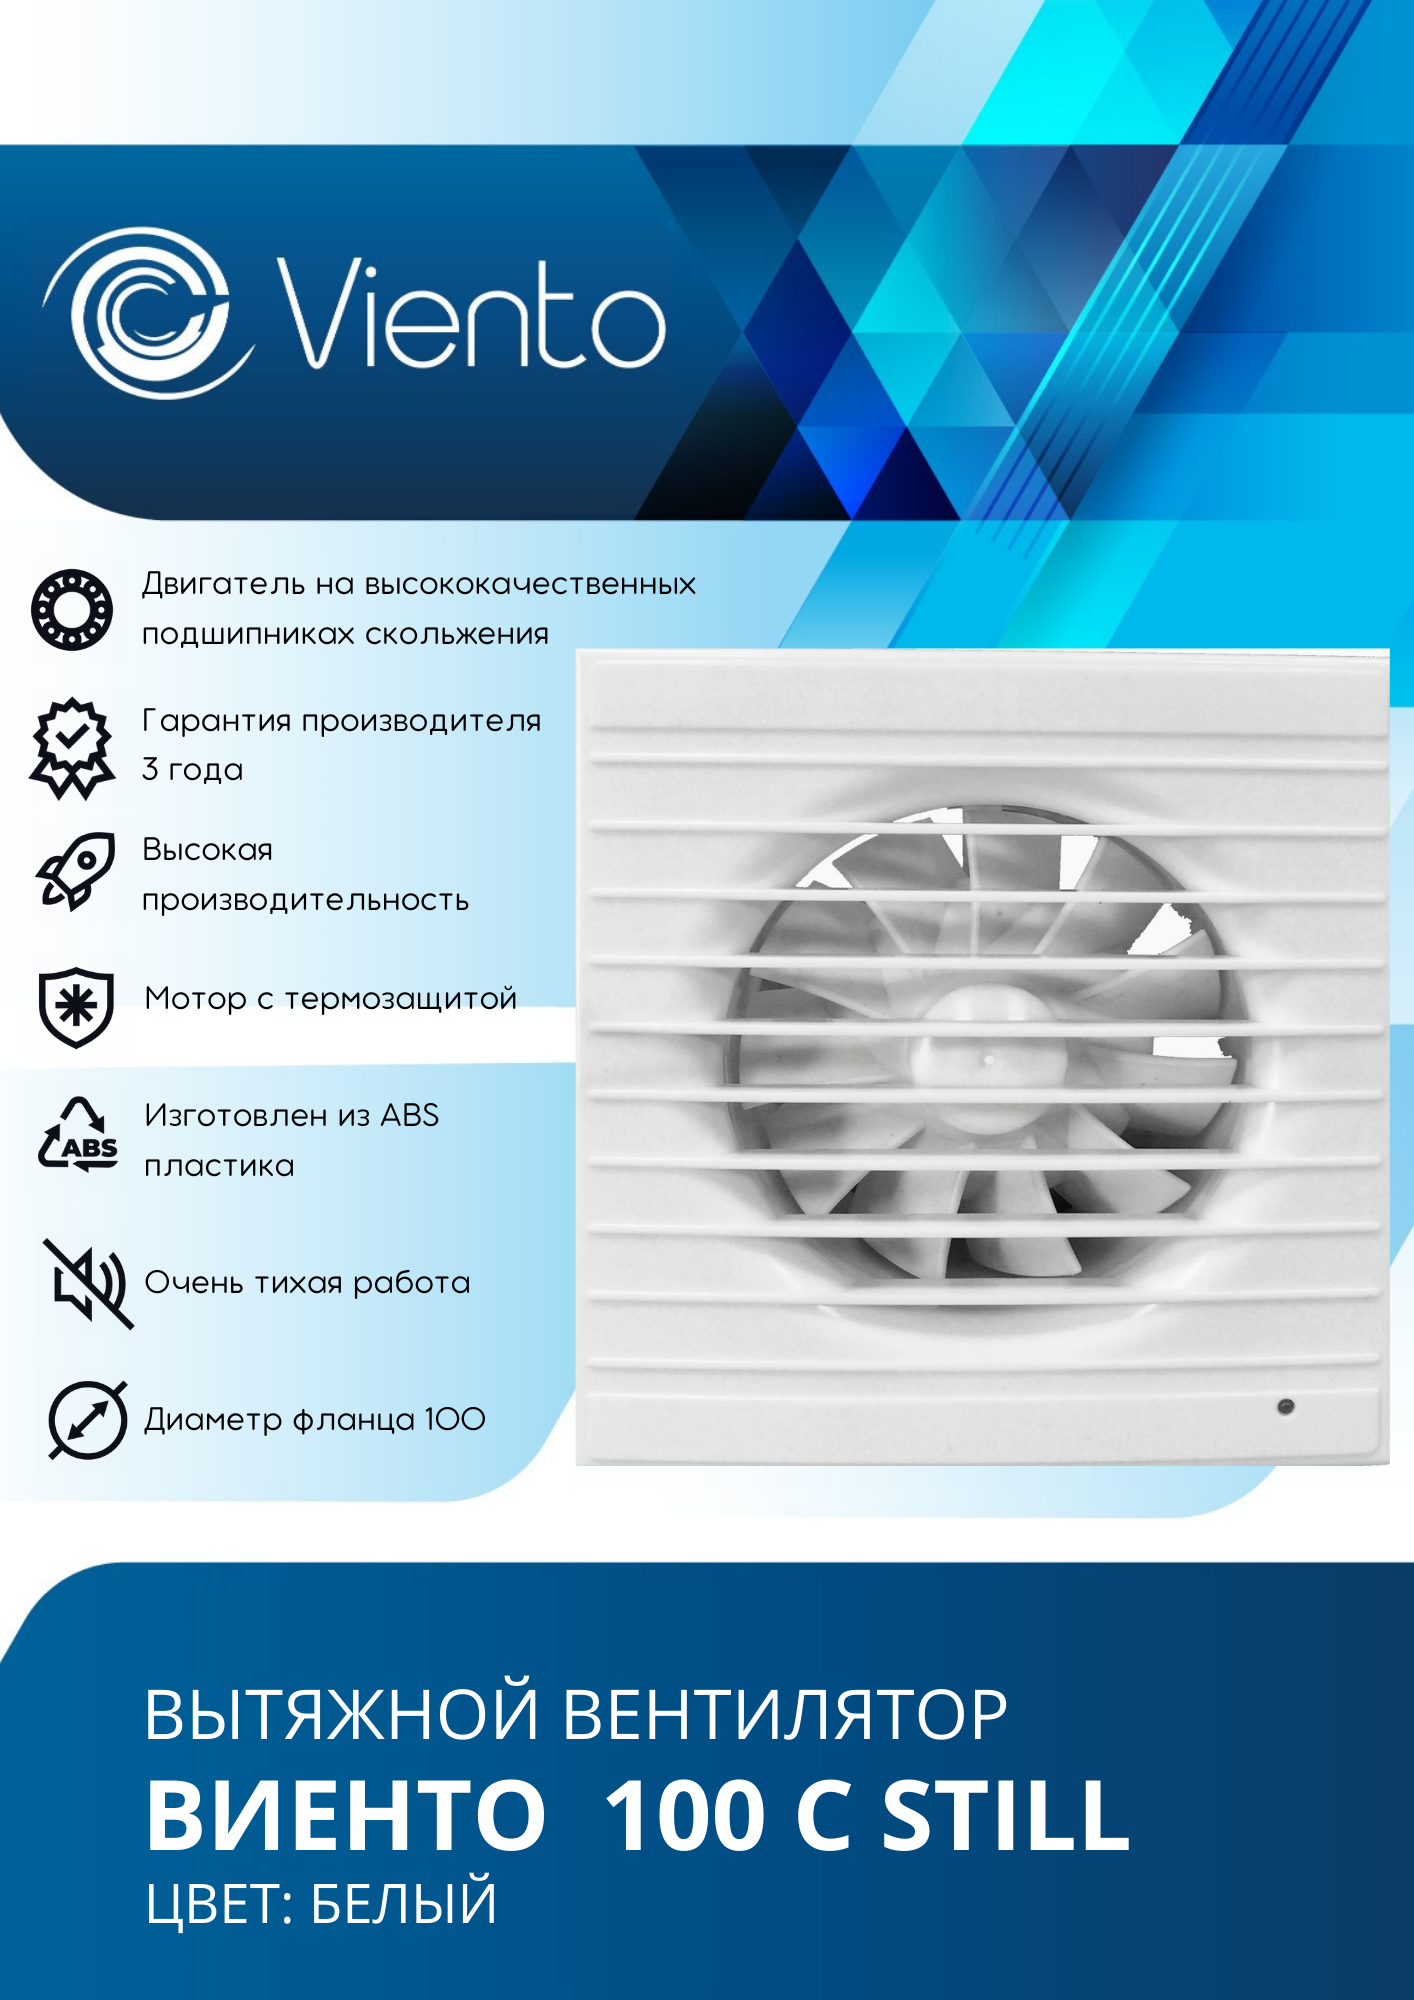 Viento
Двигатель на высококачественных
подшипниках скольжения
Гарантия производителя
3 года
Высокая
производительность
Мотор с термозащитой
Изготовлен из ABS
пластика
ABS
Очень тихая работа
Диаметр фланца 100
ВЫТЯЖНОЙ ВЕНТИЛЯТОР
ВИЕНТО 100 С STILL
ЦВЕТ: БЕЛЫЙ